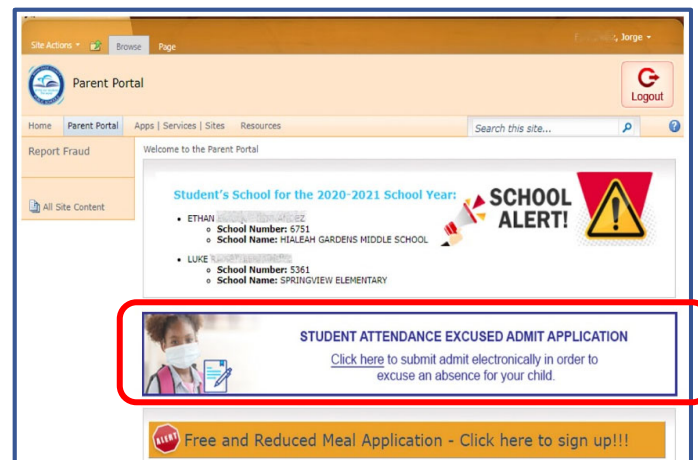 Site Actions Browse Page
, Jorge
Parent Portal
Logout
Home Parent Portal Apps | Services | Sites Resources
Search this site...
Report Fraud
All Site Content
Welcome to the Parent Portal
Student's School for the 2020-2021 School Year:
SCHOOL
ALERT!
ETHAN
School Number: 6751
School Name: HIALEAH GARDENS MIDDLE SCHOOL
LUKE
School Number: 5361
School Name: SPRINGVIEW ELEMENTARY
STUDENT ATTENDANCE EXCUSED ADMIT APPLICATION
Click here to submit admit electronically in order to
excuse an absence for your child.
ALERT Free and Reduced Meal Application - Click here to sign up!!!